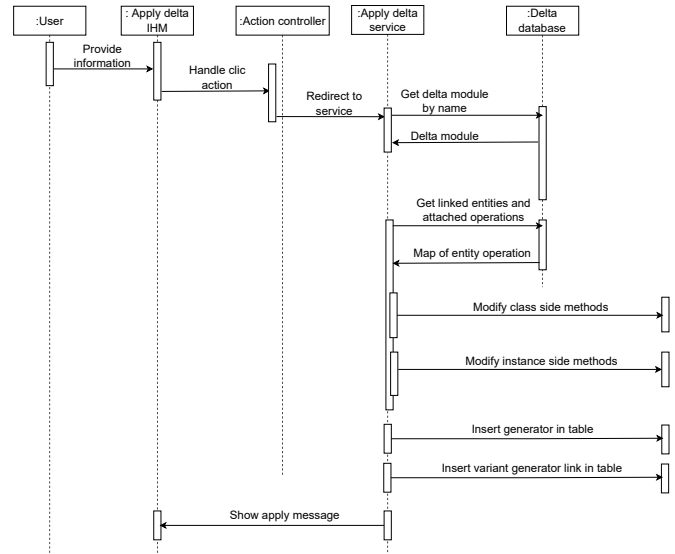 :User
: Apply delta
IHM
:Action controller
:Apply delta
service
:Delta
database
Provide
information
Handle clic
action
Redirect to
service
Get delta module
by name
Delta module
Get linked entities and
attached operations
Map of entity operation
Modify class side methods
Modify instance side methods
Insert generator in table
Insert variant generator link in table
Show apply message